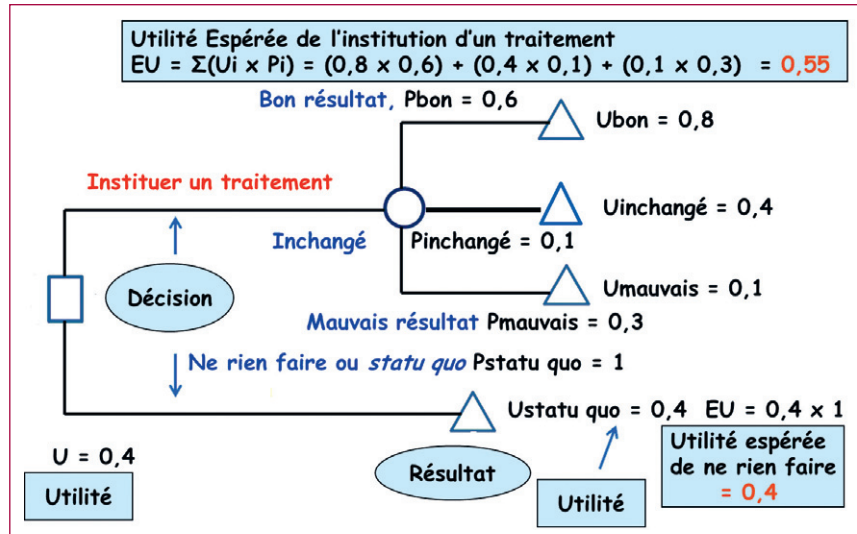 Utilité Espérée de l'institution d'un traitement
EU = Σ(Ui x Pi) = (0,8 x 0,6) + (0,4 x 0,1) + (0,1 x 0,3) = 0,55
Bon résultat, Pbon = 0,6
Ubon = 0,8
Instituer un traitement
Uinchangé = 0,4
Inchangé Pinchangé = 0,1
Décision
Umauvais = 0,1
Mauvais résultat Pmauvais = 0,3
Ne rien faire ou statu quo Pstatu quo = 1
Ustatu quo = 0,4 EU = 0,4 x 1
U = 0,4
Utilité
Résultat
Utilité
Utilité espérée
de ne rien faire
= 0,4